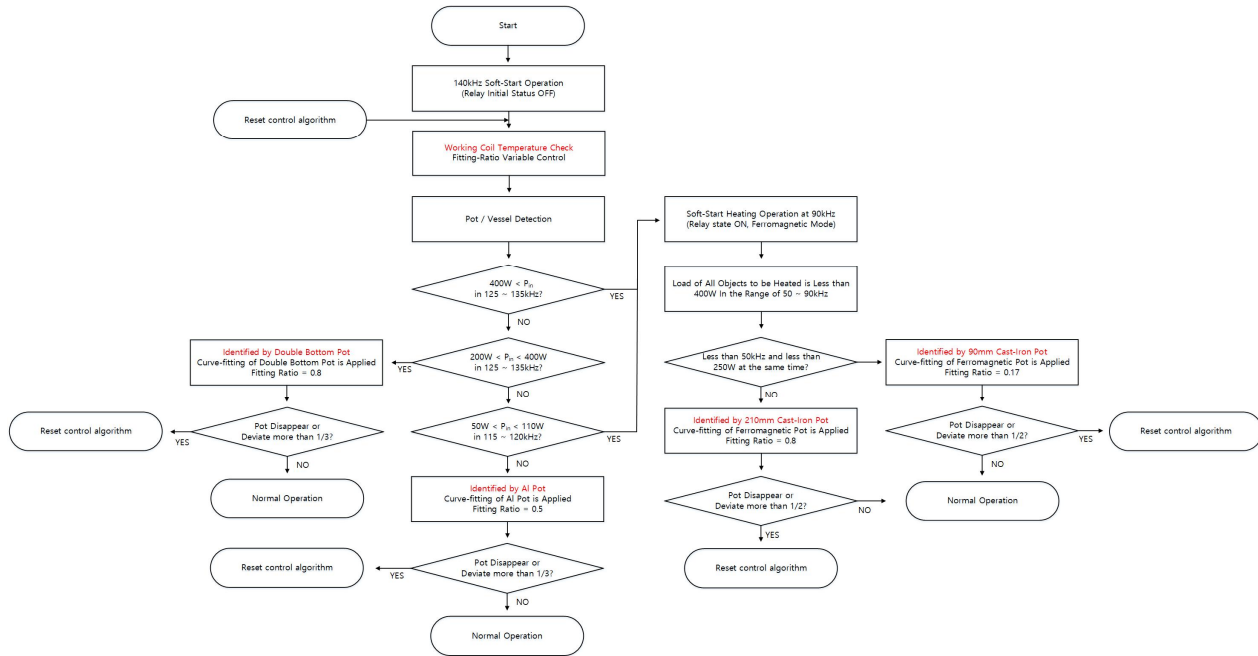 Start
140kHz Soft-Start Operation
(Relay Initial Status OFF)
Reset control algorithm
Working Coil Temperature Check
Fitting-Ratio Variable Control
Pot / Vessel Detection
Soft-Start Heating Operation at 90kHz
(Relay state ON, Ferromagnetic Mode)
400W < Pin
in 125 ~ 135kHz?
YES
NO
Load of All Objects to be Heated is Less than
400W In the Range of 50 ~ 90kHz
Identified by Double Bottom Pot
Curve-fitting of Double Bottom Pot is Applied
Fitting Ratio = 0.8
YES
200W < Pin < 400W
in 125 ~ 135kHz?
NO
Less than 50kHz and less than
250W at the same time?
NO
Identified by 90mm Cast-Iron Pot
Curve-fitting of Ferromagnetic Pot is Applied
Fitting Ratio = 0.17
Reset control algorithm
YES
Pot Disappear or
Deviate more than 1/3?
NO
Normal Operation
50W < Pin < 110W
in 115 ~ 120kHz?
YES
NO
Identified by 210mm Cast-Iron Pot
Curve-fitting of Ferromagnetic Pot is Applied
Fitting Ratio = 0.8
Pot Disappear or
Deviate more than 1/2?
YES
NO
Reset control algorithm
Normal Operation
Identified by Al Pot
Curve-fitting of Al Pot is Applied
Fitting Ratio = 0.5
Pot Disappear or
Deviate more than 1/2?
NO
YES
Reset control algorithm
Reset control algorithm
YES
Pot Disappear or
Deviate more than 1/3?
NO
Normal Operation